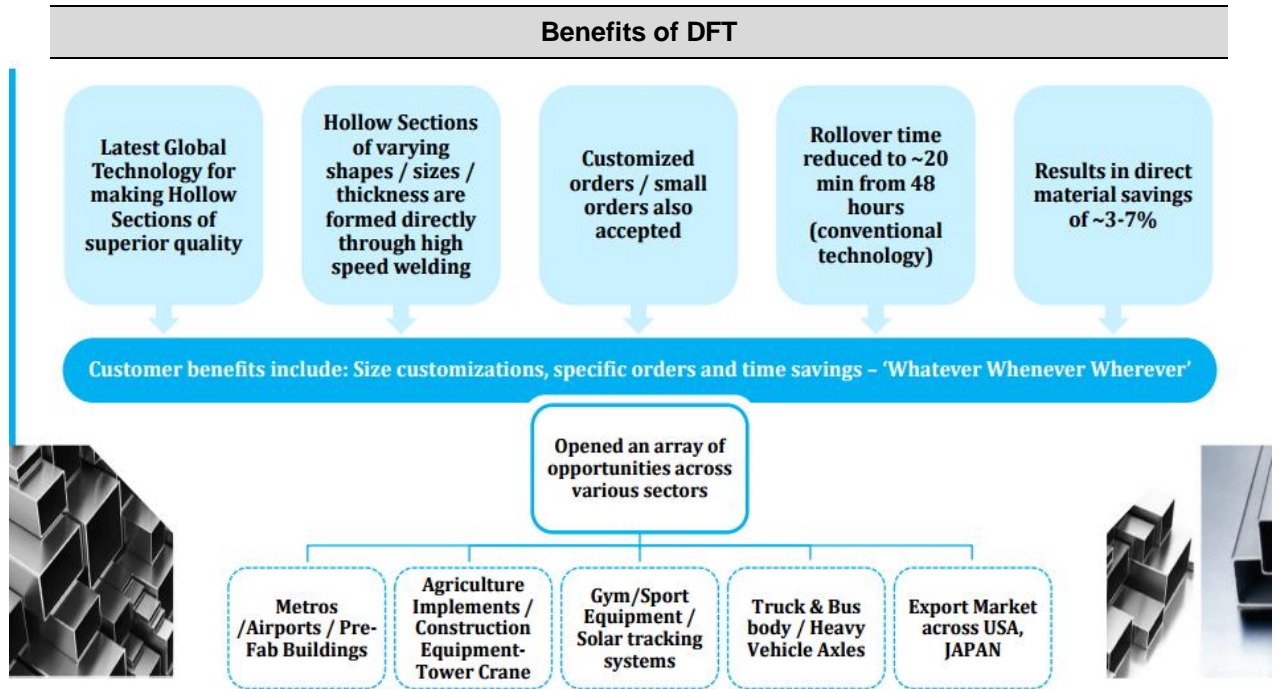 Benefits of DFT
Latest Global
Technology for
making Hollow
Sections of
superior quality
Hollow Sections
of varying
shapes / sizes /
thickness are
formed directly
through high
speed welding
Customized
orders / small
orders also
accepted
Rollover time
reduced to ~20
min from 48
hours
(conventional
technology)
Results in direct
material savings
of ~3-7%
Customer benefits include: Size customizations, specific orders and time savings – ‘Whatever Whenever Wherever’
Opened an array of
opportunities across
various sectors
Metros
/Airports / Pre-
Fab Buildings
Agriculture
Implements /
Construction
Equipment-
Tower Crane
Gym/Sport
Equipment /
Solar tracking
systems
Truck & Bus
body / Heavy
Vehicle Axles
Export Market
across USA,
JAPAN